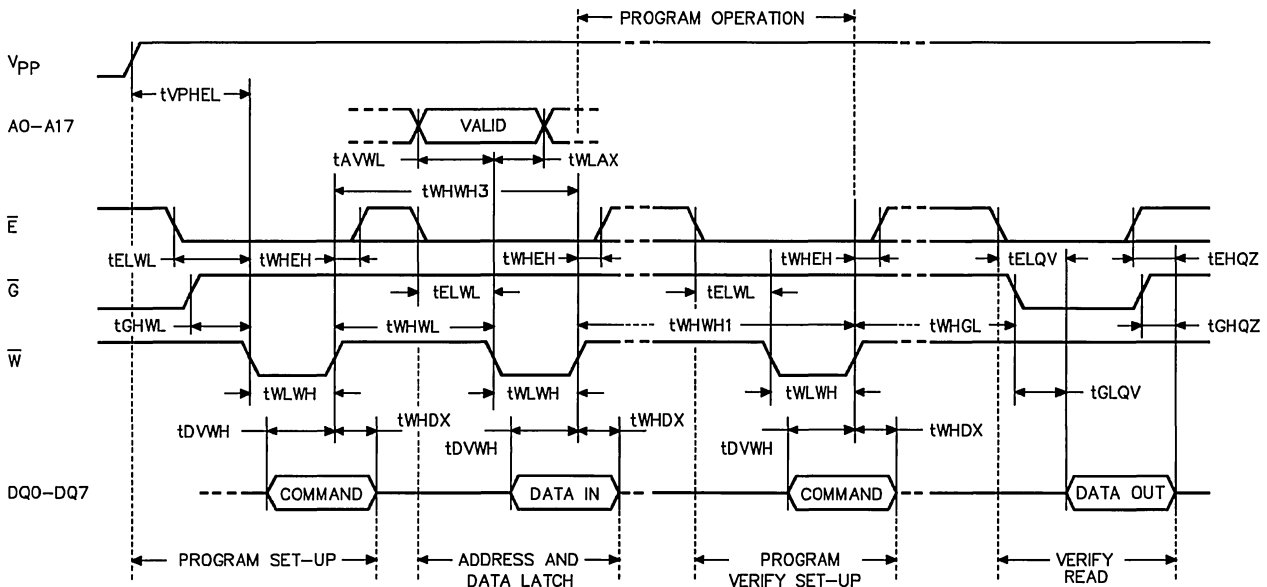 PROGRAM OPERATION
VPP
tVPHEL
A0-A17
VALID
tAVWL
tWLAX
tWHWH3
E
tELWL
tWHEH
tWHEH
tWHEH
tELQV
tEHQZ
G
tELWL
tELWL
tGHWL
tWHWL
tWHWH1
tWHGL
tGHQZ
W
tWLWH
tWLWH
tWLWH
tGLQV
tDVWH
tWHDX
tDVWH
tWHDX
tDVWH
tWHDX
DQ0-DQ7
COMMAND
DATA IN
COMMAND
DATA OUT
PROGRAM SET-UP
ADDRESS AND
DATA LATCH
PROGRAM
VERIFY SET-UP
VERIFY
READ